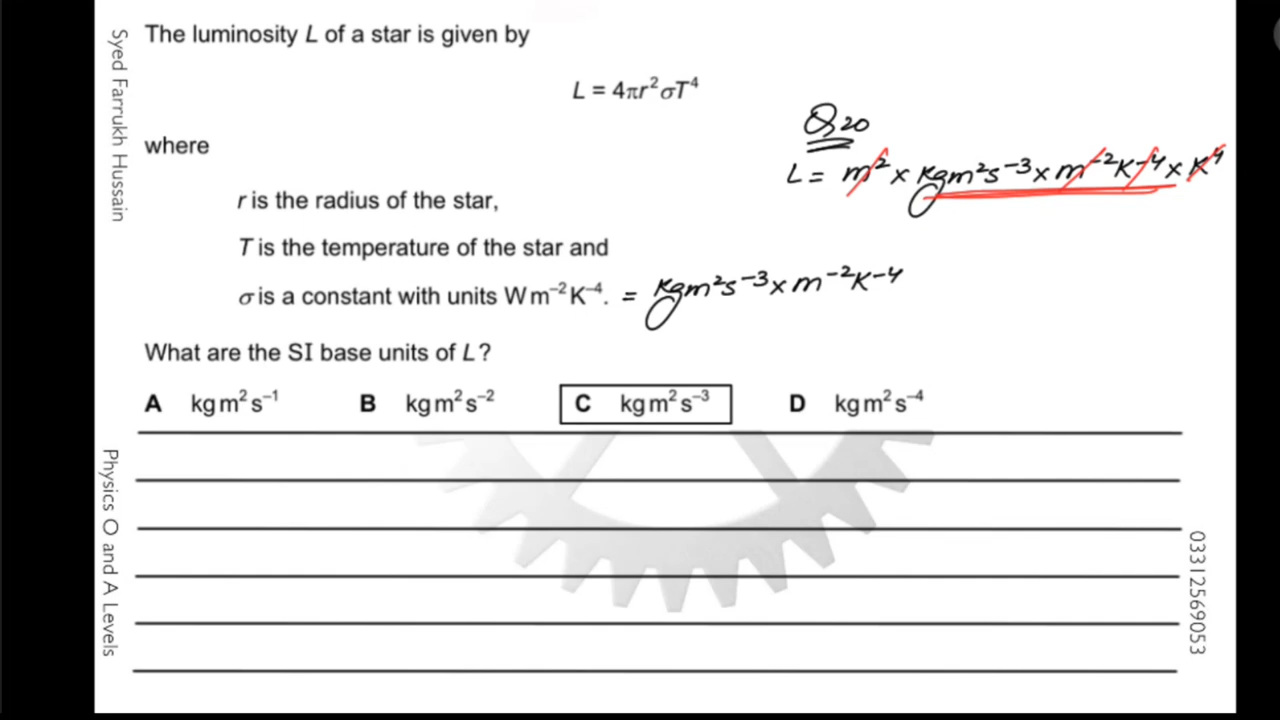 The luminosity L of a star is given by
L = 4πr²σT⁴
Q20
where
L = m² × kgm²s⁻³ × m⁻²K⁻⁴ × K⁴
r is the radius of the star,
T is the temperature of the star and
σ is a constant with units W m⁻² K⁻⁴. = kgm²s⁻³ × m⁻²K⁻⁴
What are the SI base units of L?
A kg m² s⁻¹ B kg m² s⁻² C kg m² s⁻³ D kg m² s⁻⁴
Syed Farrukh Hussain
Physics O and A Levels
03312569053